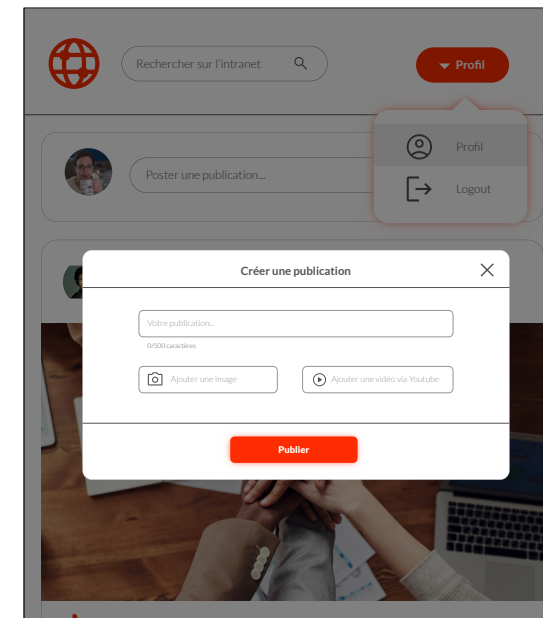 Rechercher sur l'intranet
Profil
Profil
Poster une publication...
Logout
Créer une publication
Votre publication...
0/500 caractères
Ajouter une image
Ajouter une vidéo via Youtube
Publier